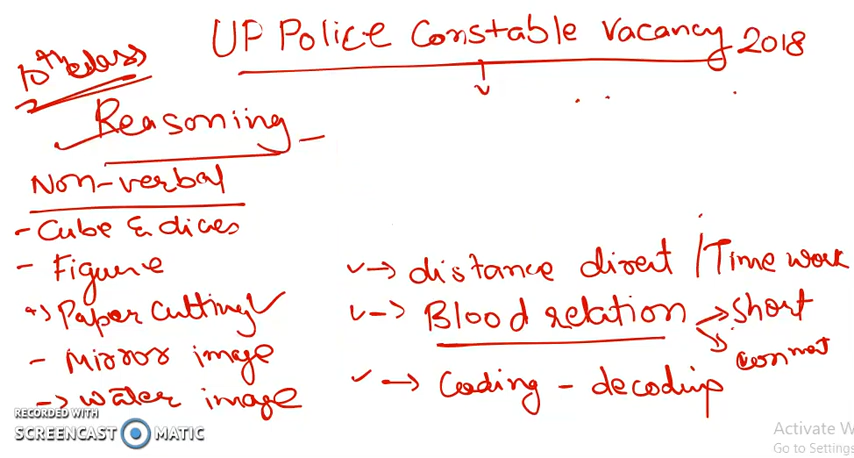 UP Police Constable Vacancy 2018
10th class
Reasoning
Non-verbal
- Cube & dices
- Figure
Paper cutting
- Mirror image
-> Water image
-> distance direct / Time work
-> Blood relation -> Short
-> Coding - decoding
RECORDED WITH
SCREENCAST MATIC
Activate W
Go to Settings